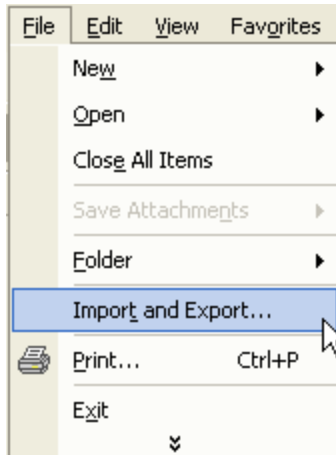 File Edit View Favorites
New
Open
Close All Items
Save Attachments
Folder
Import and Export...
Print... Ctrl+P
Exit